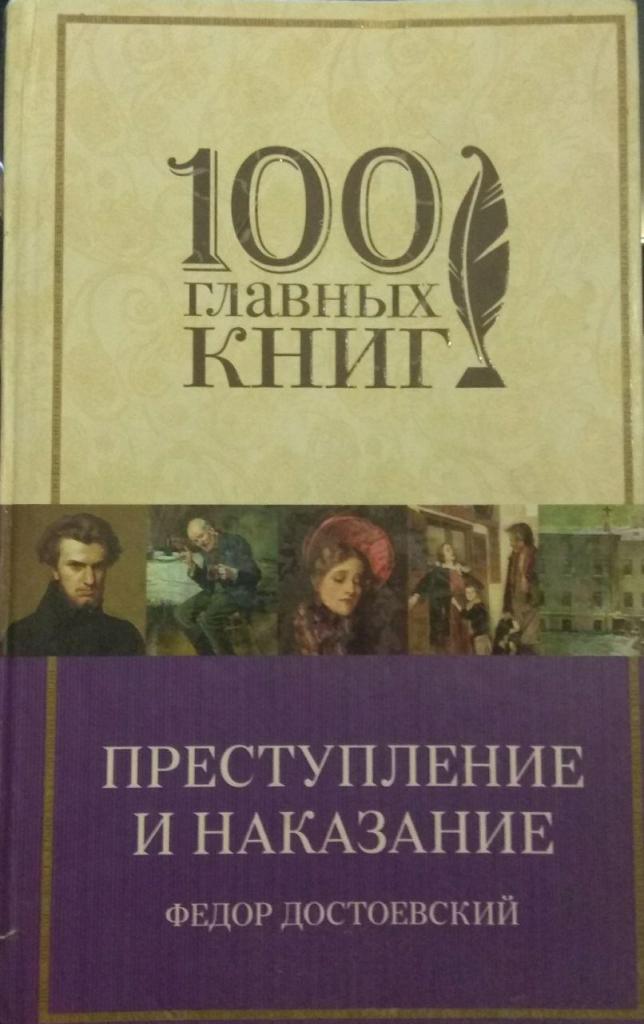 100
главных
КНИГ
ПРЕСТУПЛЕНИЕ
И НАКАЗАНИЕ
ФЕДОР ДОСТОЕВСКИЙ